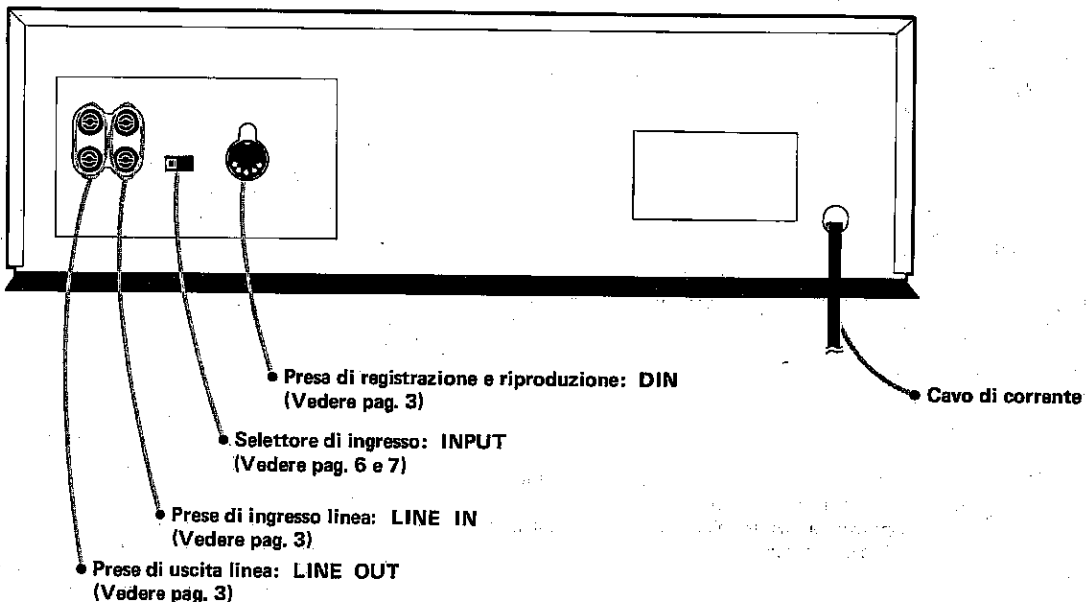 Presa di registrazione e riproduzione: DIN
(Vedere pag. 3)
Cavo di corrente
Selettore di ingresso: INPUT
(Vedere pag. 6 e 7)
Prese di ingresso linea: LINE IN
(Vedere pag. 3)
Prese di uscita linea: LINE OUT
(Vedere pag. 3)